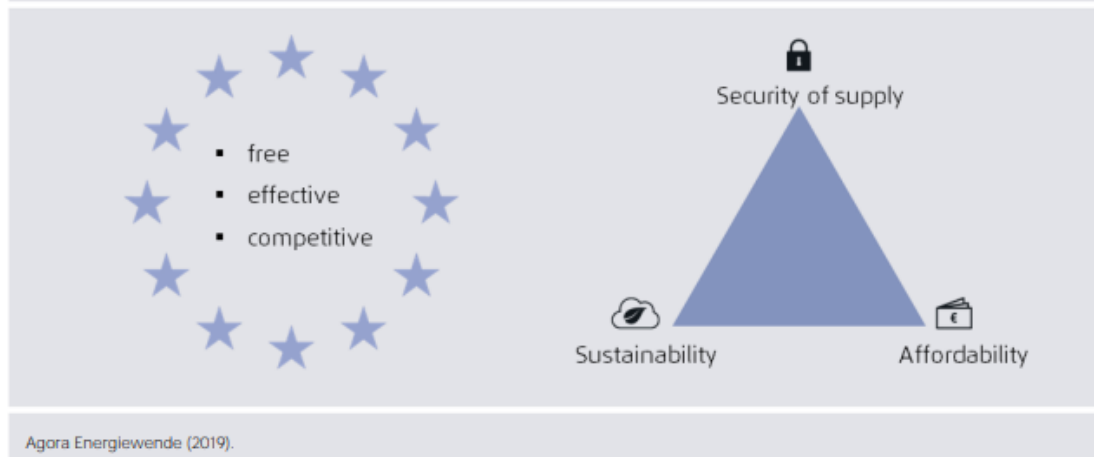 free
effective
competitive
Security of supply
€
Sustainability
Affordability
Agora Energiewende (2019).